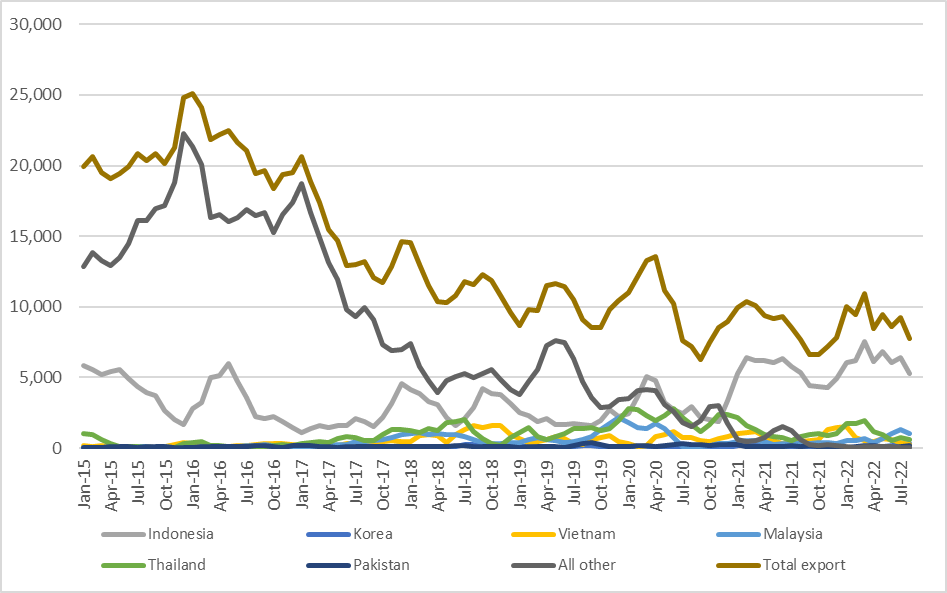 30,000
25,000
20,000
15,000
10,000
5,000
0
Jan-15 Apr-15 Jul-15 Oct-15 Jan-16 Apr-16 Jul-16 Oct-16 Jan-17 Apr-17 Jul-17 Oct-17 Jan-18 Apr-18 Jul-18 Oct-18 Jan-19 Apr-19 Jul-19 Oct-19 Jan-20 Apr-20 Jul-20 Oct-20 Jan-21 Apr-21 Jul-21 Oct-21 Jan-22 Apr-22 Jul-22
Indonesia Korea Vietnam Malaysia
Thailand Pakistan All other Total export